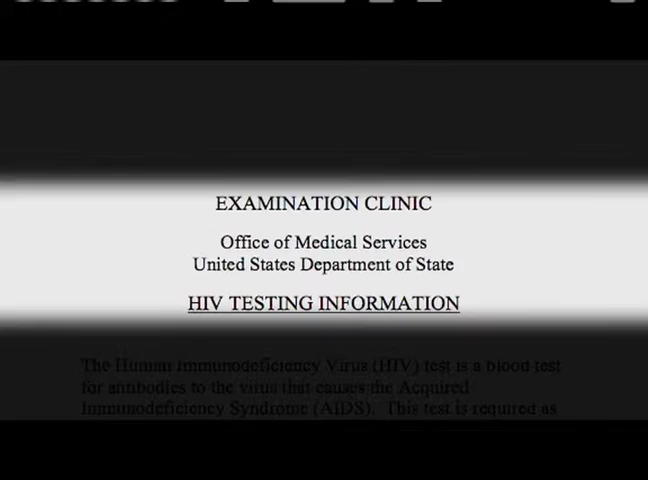 EXAMINATION CLINIC
Office of Medical Services
United States Department of State
HIV TESTING INFORMATION
The Human Immunodeficiency Virus (HIV) test is a blood test
for antibodies to the virus that causes the Acquired
Immunodeficiency Syndrome (AIDS). This test is required as